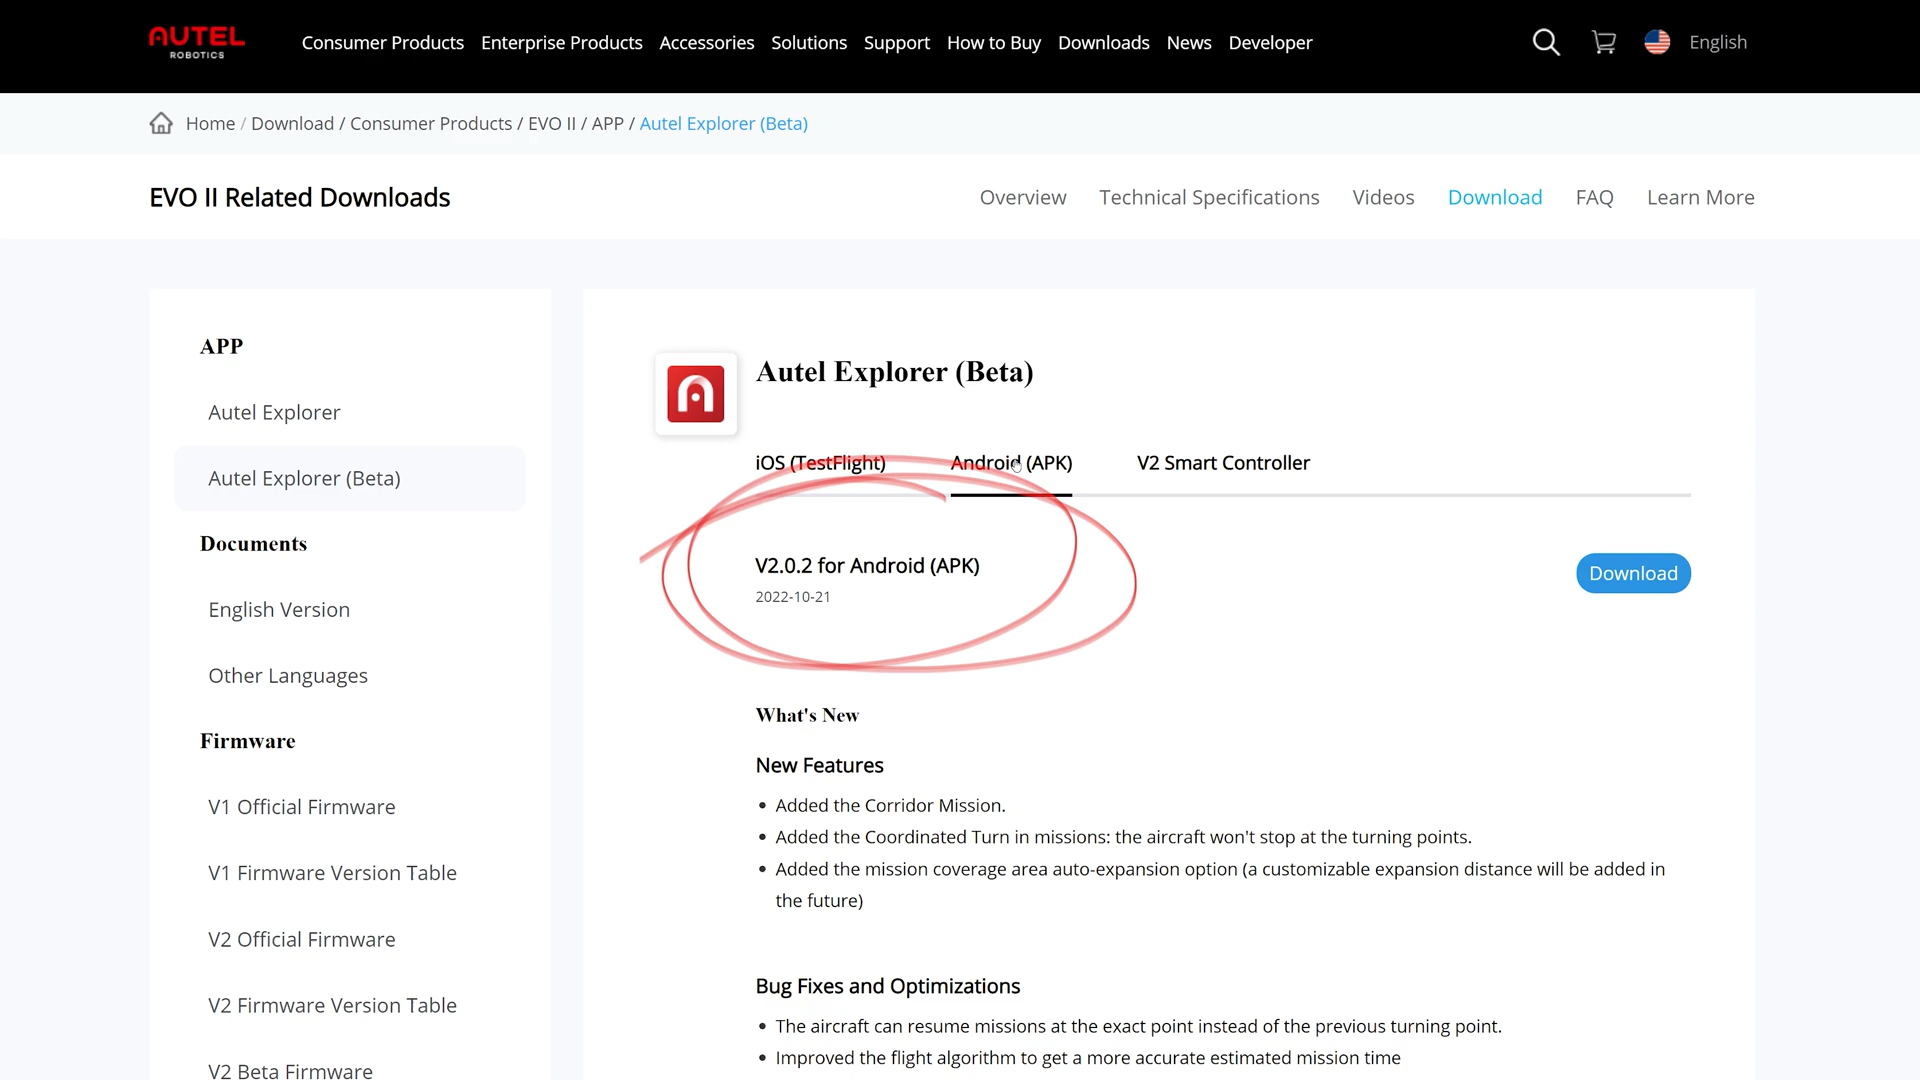 AUTEL
ROBOTICS
Consumer Products Enterprise Products Accessories Solutions Support How to Buy Downloads News Developer English
Home / Download / Consumer Products / EVO II / APP / Autel Explorer (Beta)
EVO II Related Downloads
Overview Technical Specifications Videos Download FAQ Learn More
APP
Autel Explorer
Autel Explorer (Beta)
Documents
English Version
Other Languages
Firmware
V1 Official Firmware
V1 Firmware Version Table
V2 Official Firmware
V2 Firmware Version Table
V2 Beta Firmware
Autel Explorer (Beta)
iOS (TestFlight) Android (APK) V2 Smart Controller
V2.0.2 for Android (APK)
2022-10-21
Download
What's New
New Features
• Added the Corridor Mission.
• Added the Coordinated Turn in missions: the aircraft won't stop at the turning points.
• Added the mission coverage area auto-expansion option (a customizable expansion distance will be added in
the future)
Bug Fixes and Optimizations
• The aircraft can resume missions at the exact point instead of the previous turning point.
• Improved the flight algorithm to get a more accurate estimated mission time